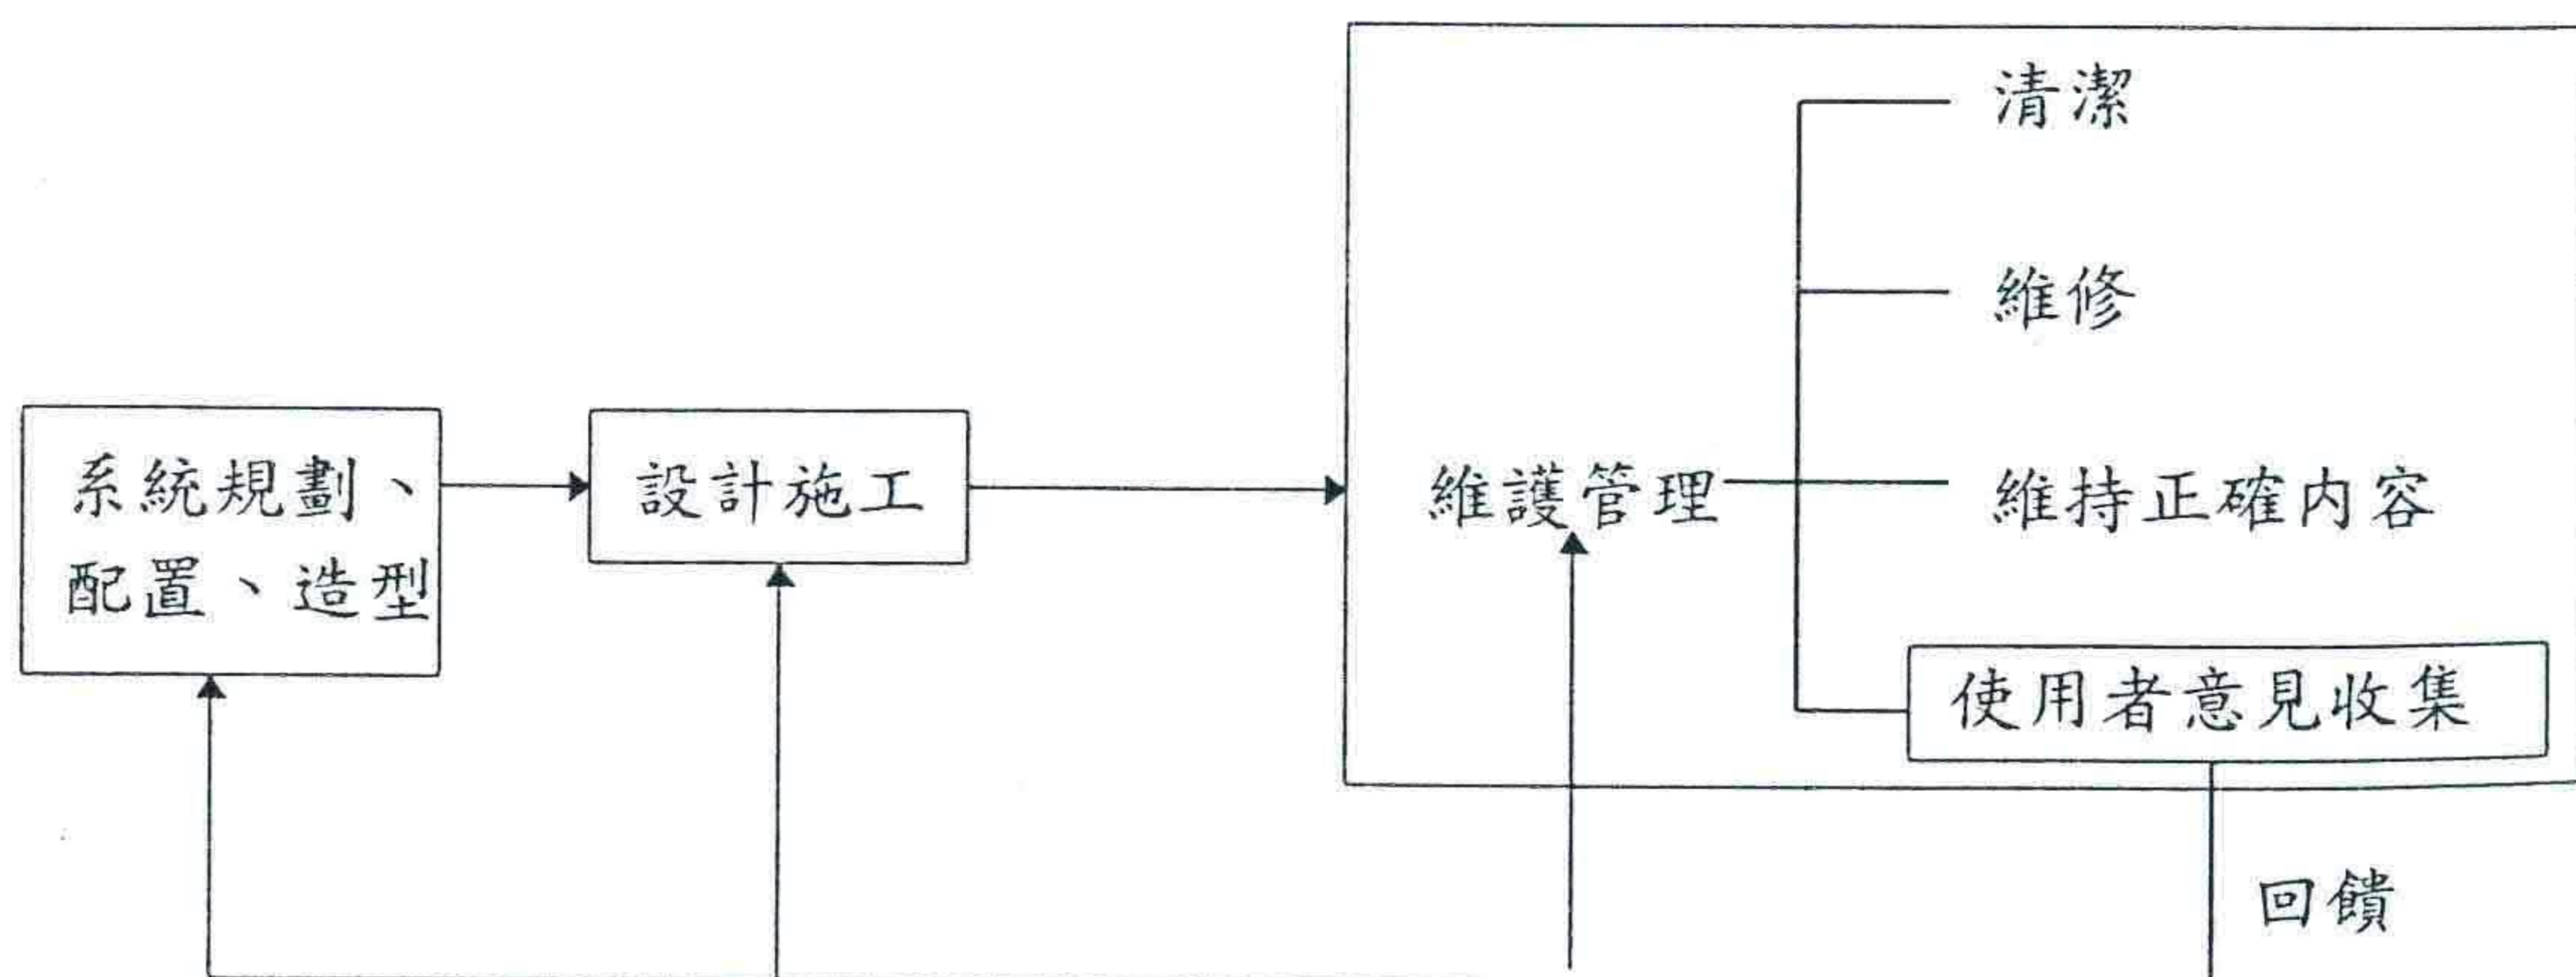 系統規劃、
配置、造型
設計施工
維護管理
清潔
維修
維持正確內容
使用者意見收集
回饋